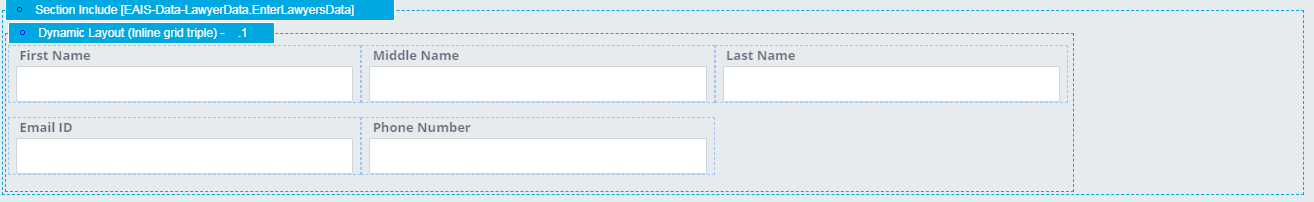 Section Include [EAIS-Data-LawyerData.EnterLawyersData]
Dynamic Layout (Inline grid triple) - .1
First Name Middle Name Last Name
Email ID Phone Number